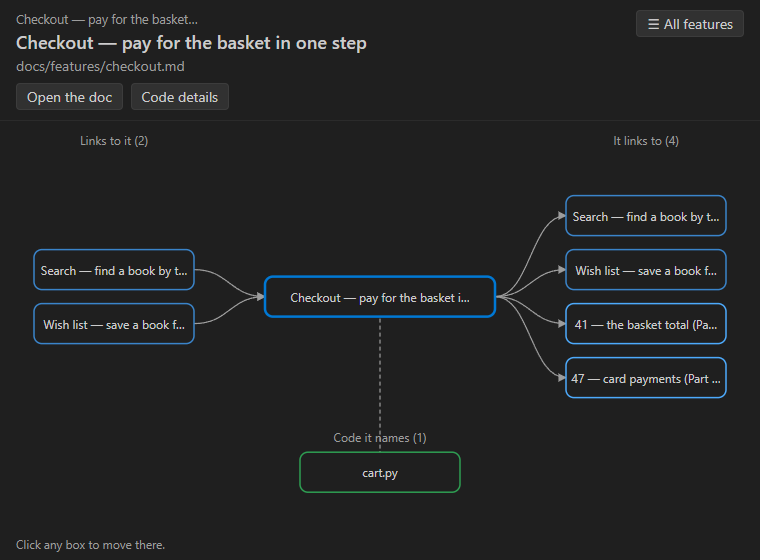 Checkout — pay for the basket...
☰ All features
Checkout — pay for the basket in one step
docs/features/checkout.md
Open the doc
Code details
Links to it (2)
It links to (4)
Search — find a book by t...
Wish list — save a book f...
Checkout — pay for the basket i...
Search — find a book by t...
Wish list — save a book f...
41 — the basket total (Pa...
47 — card payments (Part ...
Code it names (1)
cart.py
Click any box to move there.